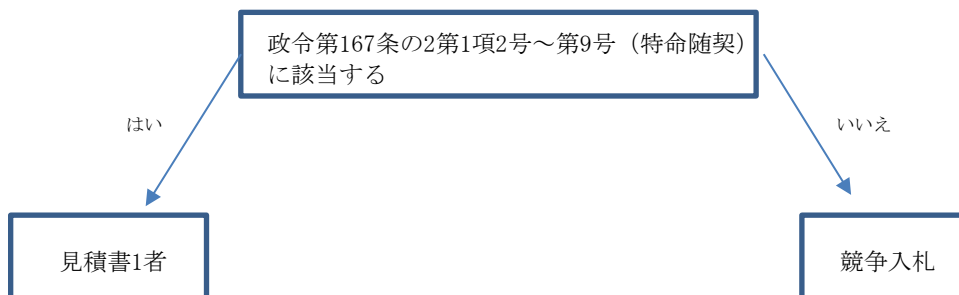 政令第167条の2第1項2号～第9号（特命随契）
に該当する
はい
いいえ
見積書1者
競争入札